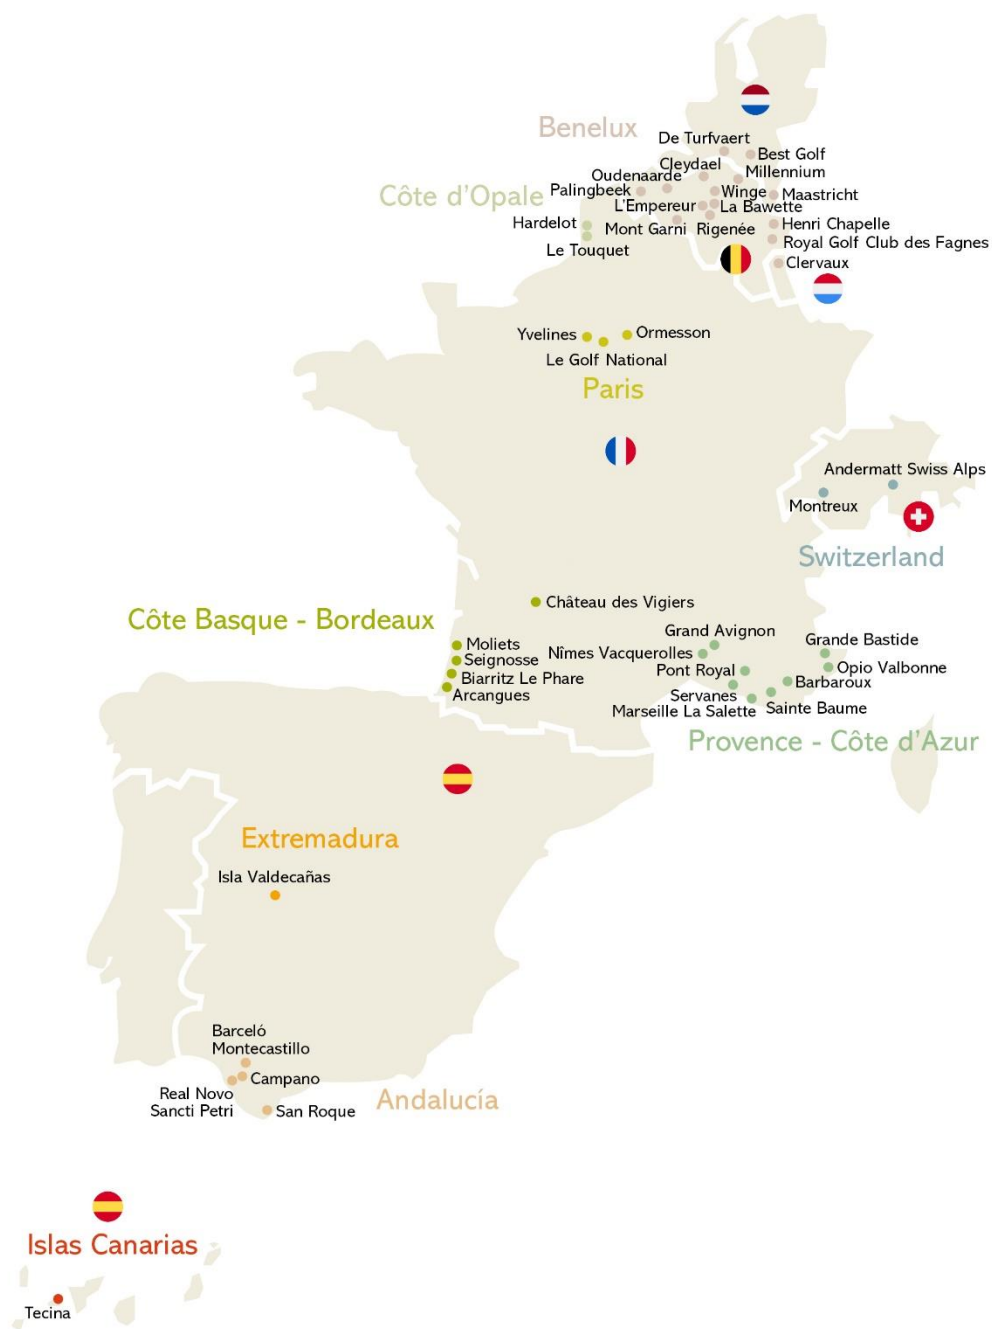 Benelux
De Turfvaert
Best Golf
Cleydael
Millennium
Oudenaarde
Palingbeek
Winge
Maastricht
Côte d'Opale
L'Empereur
La Bawette
Hardelot
Mont Garni
Rigenée
Henri Chapelle
Royal Golf Club des Fagnes
Le Touquet
Clervaux
Yvelines
Ormesson
Le Golf National
Paris
Andermatt Swiss Alps
Montreux
Switzerland
Château des Vigiers
Côte Basque - Bordeaux
Grand Avignon
Grande Bastide
Moliets
Nîmes Vacquerolles
Seignosse
Pont Royal
Opio Valbonne
Biarritz Le Phare
Barbaroux
Arcangues
Servanes
Sainte Baume
Marseille La Salette
Provence - Côte d'Azur
Extremadura
Isla Valdecañas
Barceló
Montecastillo
Campano
Real Novo
Sancti Petri
San Roque
Andalucía
Islas Canarias
Tecina